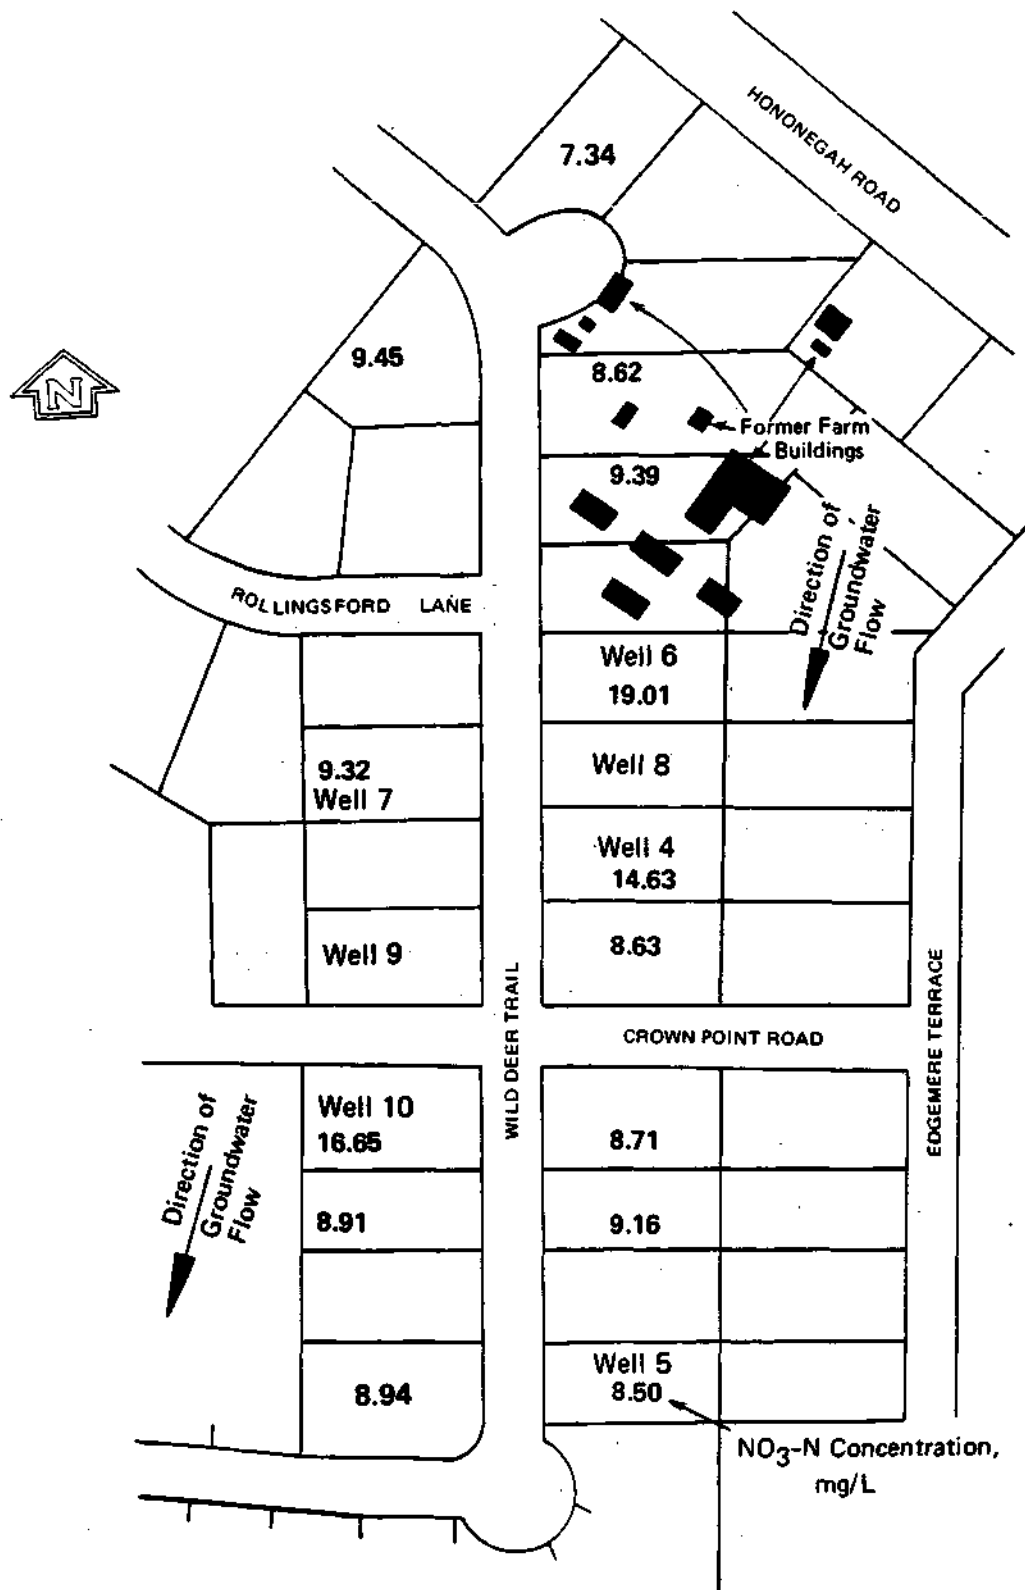 HONONEGAH ROAD
7.34
N
9.45
8.62
Former Farm
Buildings
9.39
Direction of
Groundwater
Flow
ROLLINGSFORD LANE
Well 6
19.01
9.32
Well 7
Well 8
Well 4
14.63
Well 9
8.63
WILD DEER TRAIL
CROWN POINT ROAD
EDGEMERE TERRACE
Well 10
16.65
8.71
Direction of
Groundwater
Flow
8.91
9.16
8.94
Well 5
8.50
NO3-N Concentration,
mg/L